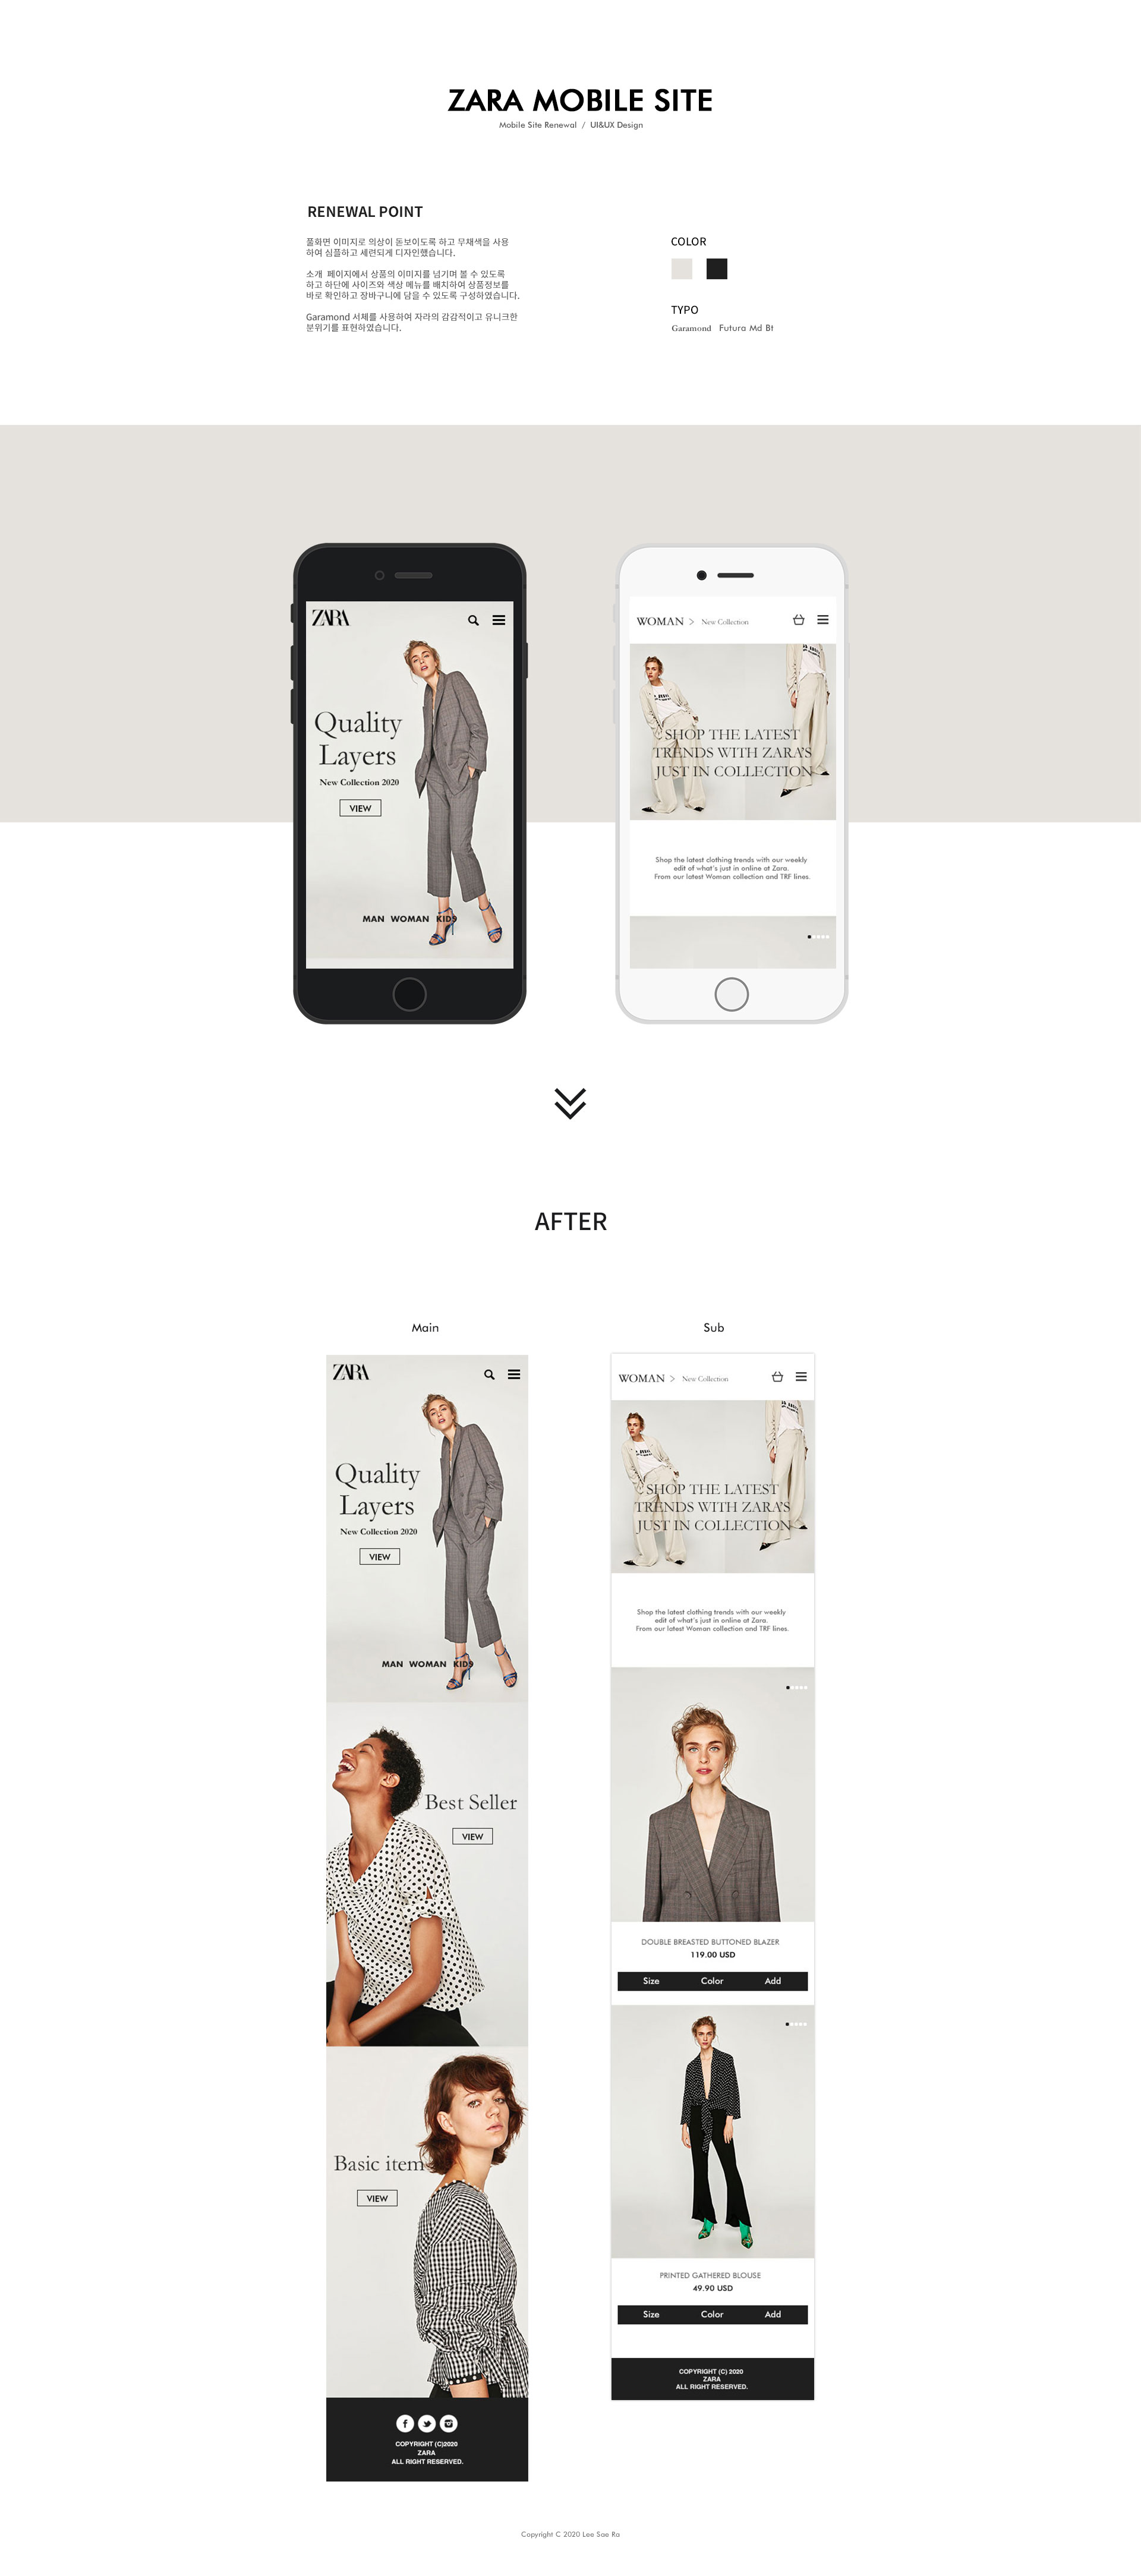 ZARA MOBILE SITE
Mobile Site Renewal / UI&UX Design
RENEWAL POINT
풀화면 이미지로 의상이 돋보이도록 하고 무채색을 사용
하여 심플하고 세련되게 디자인했습니다.
소개 페이지에서 상품의 이미지를 넘기며 볼 수 있도록
하고 하단에 사이즈와 색상 메뉴를 배치하여 상품정보를
바로 확인하고 장바구니에 담을 수 있도록 구성하였습니다.
Garamond 서체를 사용하여 자라의 감감적이고 유니크한
분위기를 표현하였습니다.
COLOR
TYPO
Garamond Futura Md Bt
ZARA
Quality
Layers
New Collection 2020
VIEW
MAN WOMAN KIDS
WOMAN > New Collection
SHOP THE LATEST
TRENDS WITH ZARA'S
JUST IN COLLECTION
Shop the latest clothing trends with our weekly
edit of what's just in online at Zara.
From our latest Woman collection and TRF lines.
AFTER
Main
ZARA
Quality
Layers
New Collection 2020
VIEW
MAN WOMAN KIDS
Best Seller
VIEW
Basic item
VIEW
COPYRIGHT (C)2020
ZARA
ALL RIGHT RESERVED.
Sub
WOMAN > New Collection
SHOP THE LATEST
TRENDS WITH ZARA'S
JUST IN COLLECTION
Shop the latest clothing trends with our weekly
edit of what's just in online at Zara.
From our latest Woman collection and TRF lines.
DOUBLE BREASTED BUTTONED BLAZER
119.00 USD
Size Color Add
PRINTED GATHERED BLOUSE
49.90 USD
Size Color Add
COPYRIGHT (C) 2020
ZARA
ALL RIGHT RESERVED.
Copyright C 2020 Lee Sae Ra